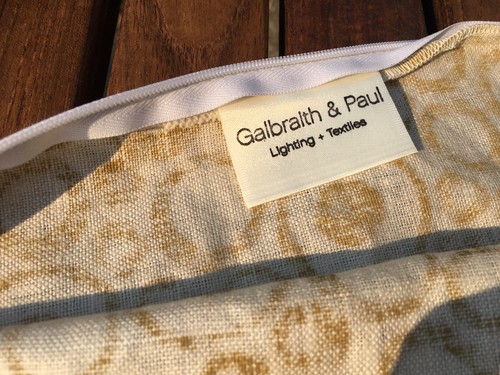 Galbraith & Paul
Lighting + Textiles